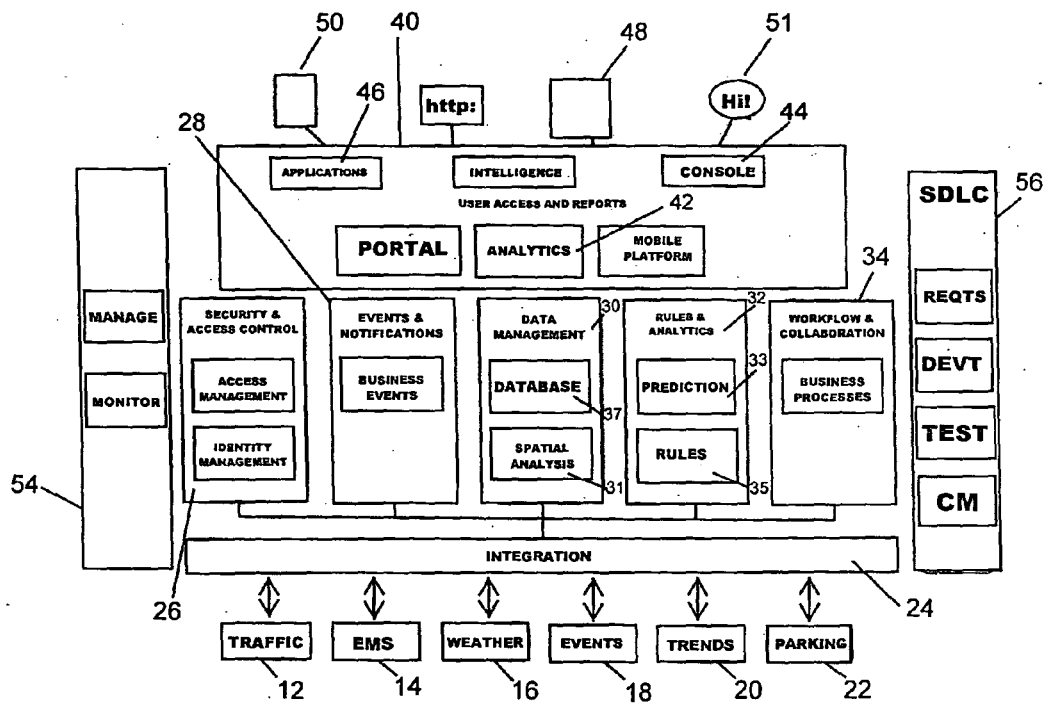 50
40
48
51
46
http:
Hi!
28
44
APPLICATIONS
INTELLIGENCE
CONSOLE
USER ACCESS AND REPORTS
42
56
SDLC
PORTAL
ANALYTICS
MOBILE
PLATFORM
34
MANAGE
MONITOR
54
SECURITY &
ACCESS CONTROL
ACCESS
MANAGEMENT
IDENTITY
MANAGEMENT
26
EVENTS &
NOTIFICATIONS
BUSINESS
EVENTS
DATA
MANAGEMENT
30
DATABASE
37
SPATIAL
ANALYSIS
31
RULES &
ANALYTICS
32
33
PREDICTION
RULES
35
WORKFLOW &
COLLABORATION
BUSINESS
PROCESSES
REQTS
DEVT
TEST
CM
INTEGRATION
24
TRAFFIC
EMS
WEATHER
EVENTS
TRENDS
PARKING
12
14
16
18
20
22